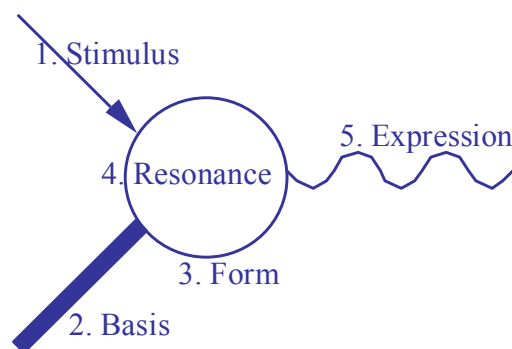 1. Stimulus
5. Expression
4. Resonance
3. Form
2. Basis